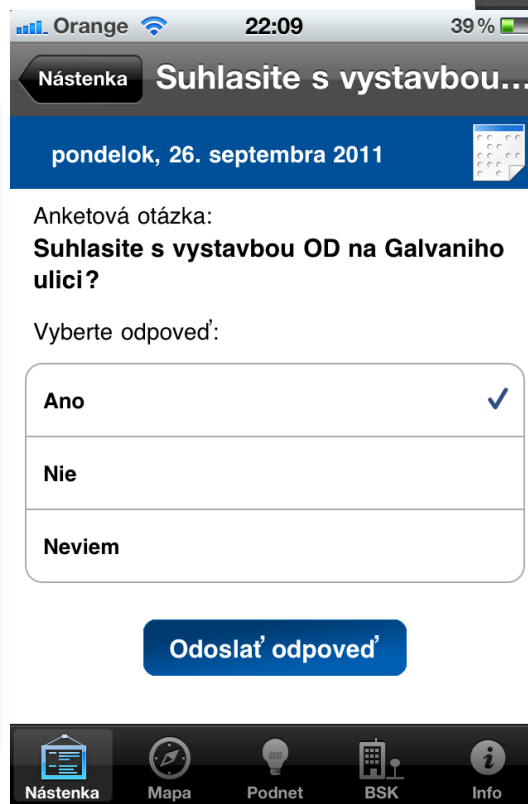 Orange 22:09 39 %
Nástenka Suhlasite s vystavbou...
pondelok, 26. septembra 2011
Anketová otázka:
Suhlasite s vystavbou OD na Galvaniho
ulici?
Vyberte odpoveď:
Ano
Nie
Neviem
Odoslať odpoveď
Nástenka Mapa Podnet BSK Info